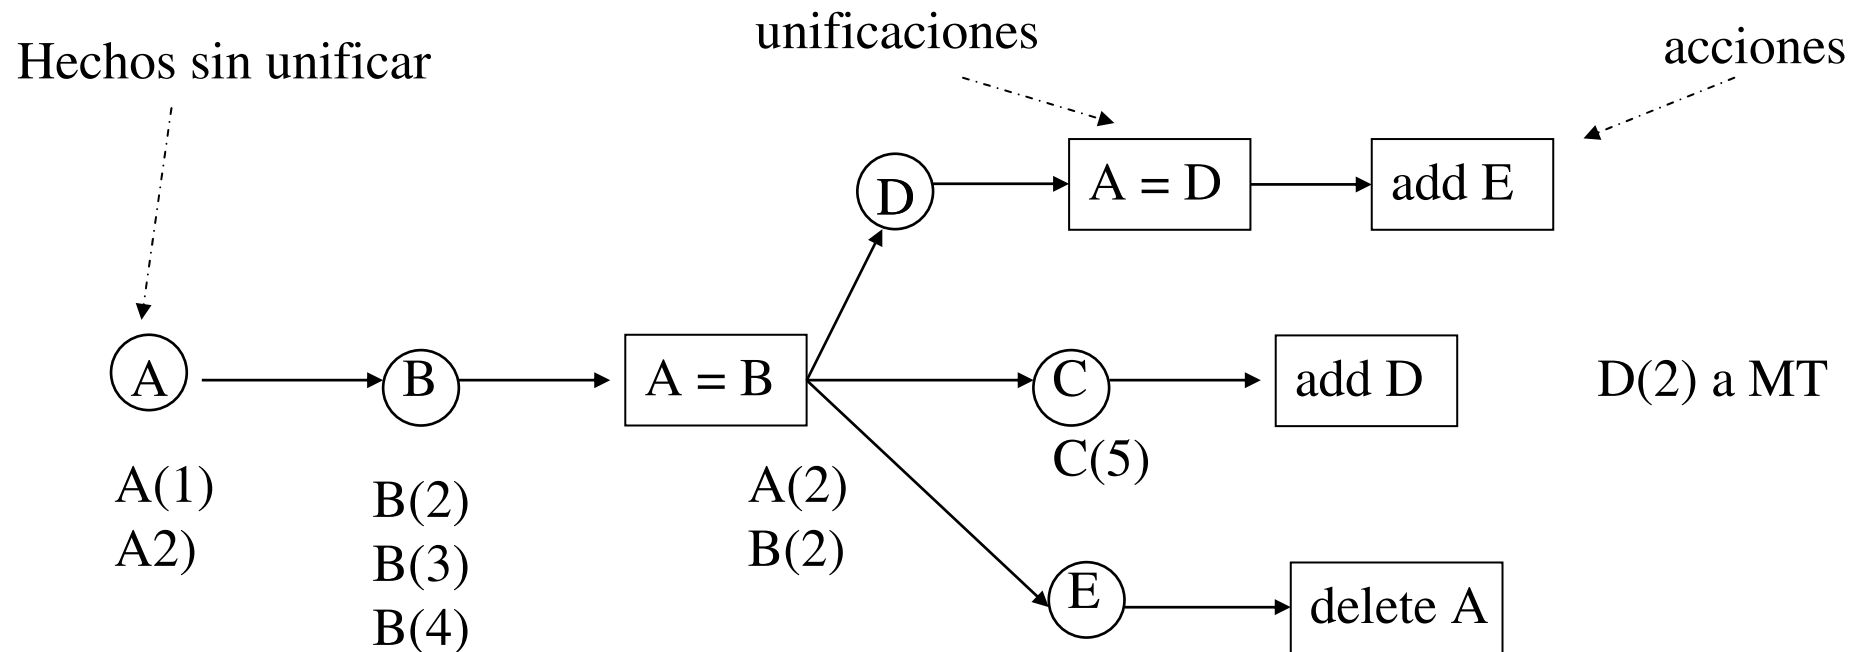 Hechos sin unificar
unificaciones
acciones
D
A = D
add E
A
B
A = B
C
add D
D(2) a MT
C(5)
A(1)
A2)
B(2)
B(3)
B(4)
A(2)
B(2)
E
delete A